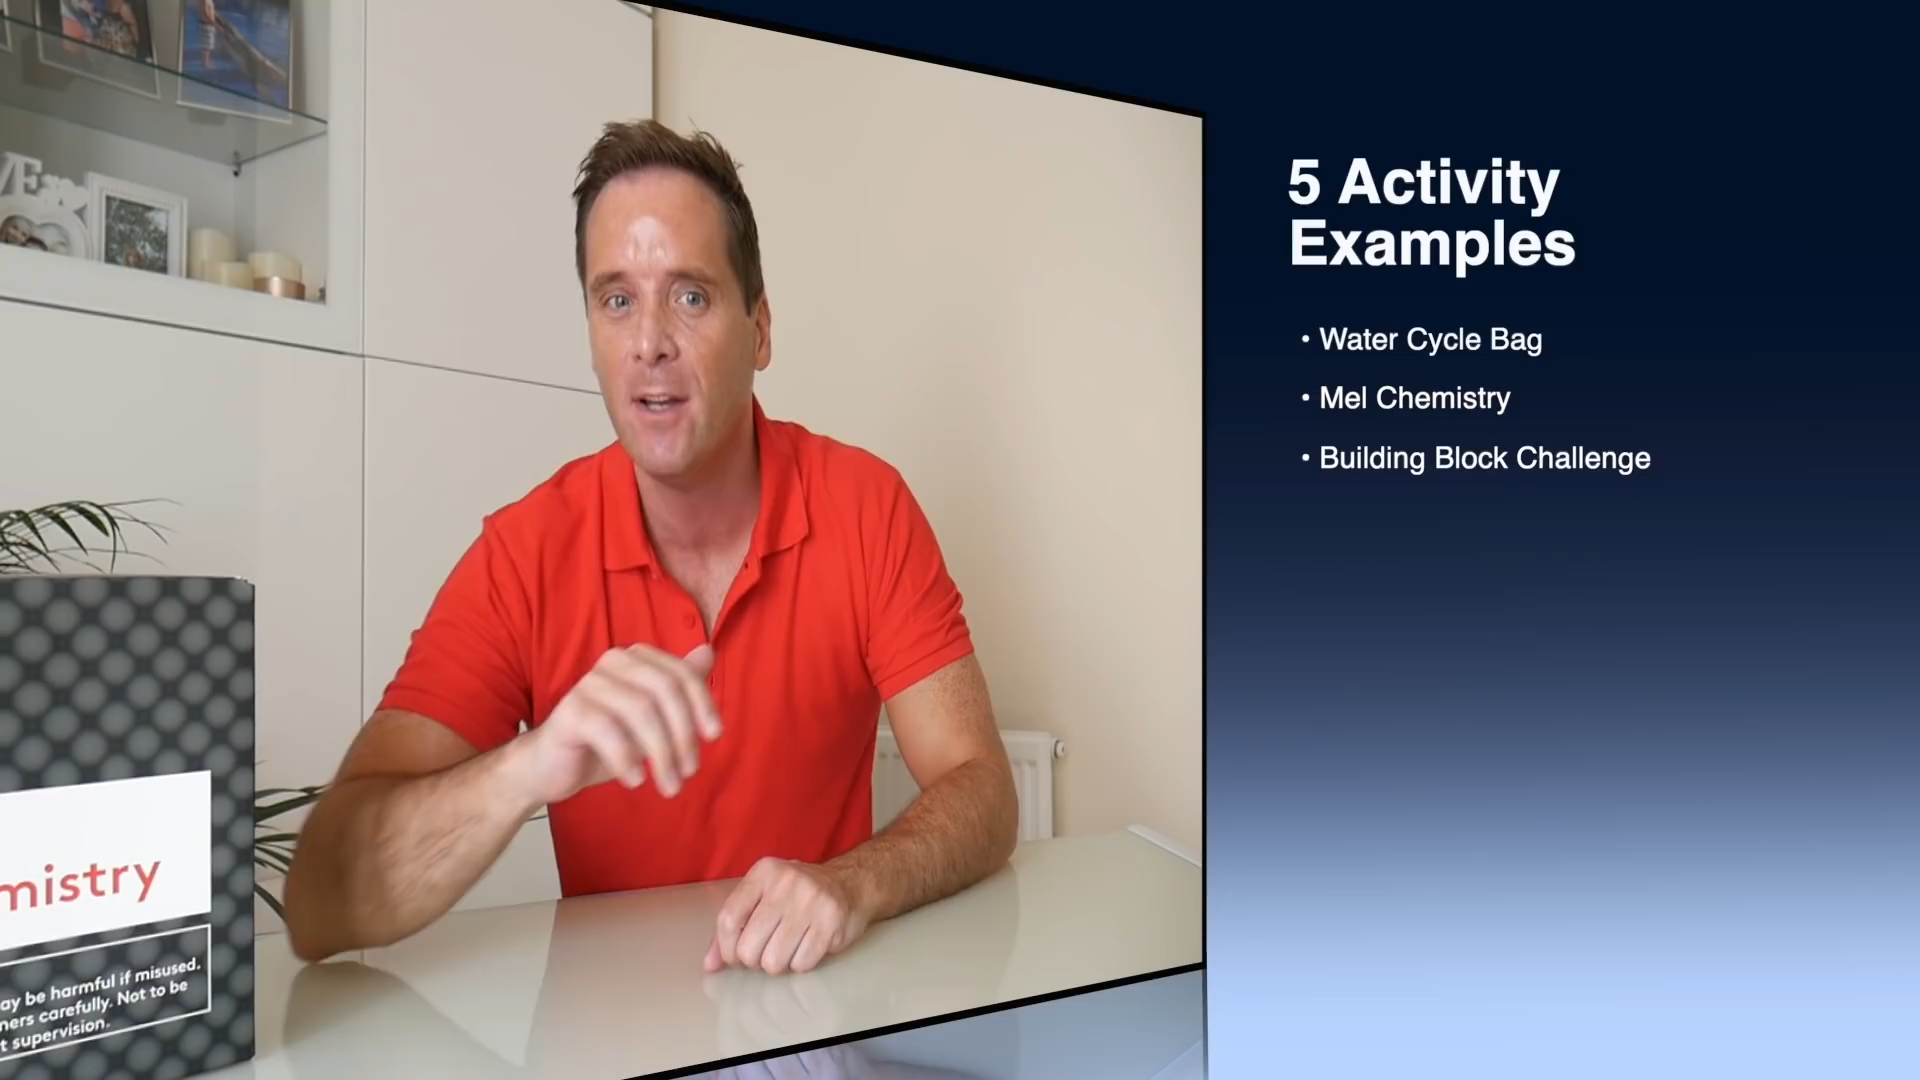 5 Activity
Examples
• Water Cycle Bag
• Mel Chemistry
• Building Block Challenge
mistry
ay be harmful if misused.
ners carefully. Not to be
t supervision.